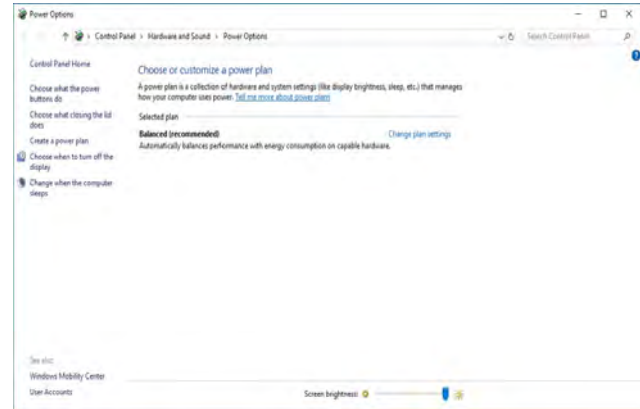 Power Options
Control Panel › Hardware and Sound › Power Options
Search Control Panel
Control Panel Home
Choose what the power
buttons do
Choose what closing the lid
does
Create a power plan
Choose when to turn off the
display
Change when the computer
sleeps
Choose or customize a power plan
A power plan is a collection of hardware and system settings (like display brightness, sleep, etc.) that manages
how your computer uses power. Tell me more about power plans
Selected plan
Balanced (recommended) Change plan settings
Automatically balances performance with energy consumption on capable hardware.
See also
Windows Mobility Center
User Accounts
Screen brightness: